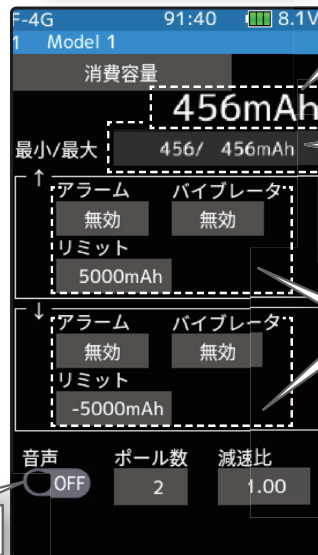 F-4G 91:40 8.1V
1 Model 1
消費容量
456mAh
最小/最大 456/ 456mAh
↑
アラーム バイブレータ
無効 無効
リミット
5000mAh
↓
アラーム バイブレータ
無効 無効
リミット
-5000mAh
音声 ポール数 減速比
OFF 2 1.00